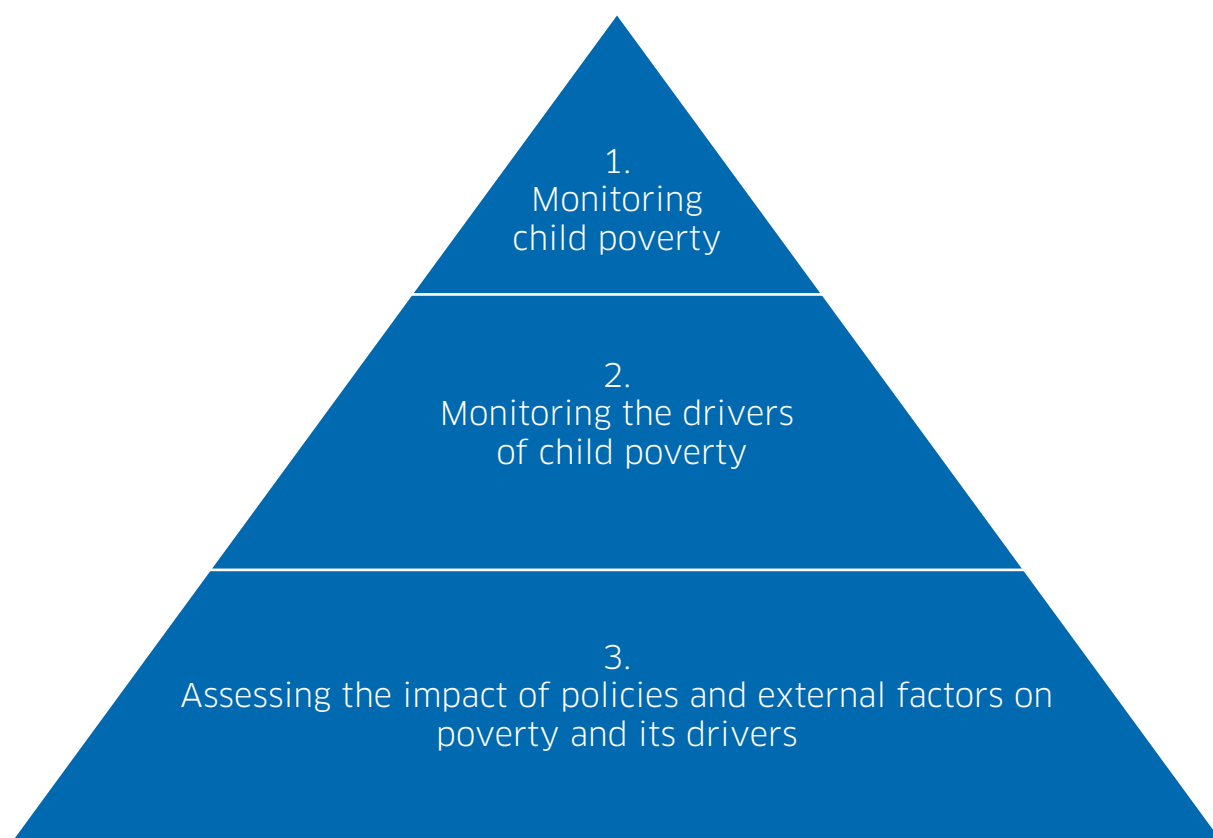 1.
Monitoring
child poverty
2.
Monitoring the drivers
of child poverty
3.
Assessing the impact of policies and external factors on
poverty and its drivers